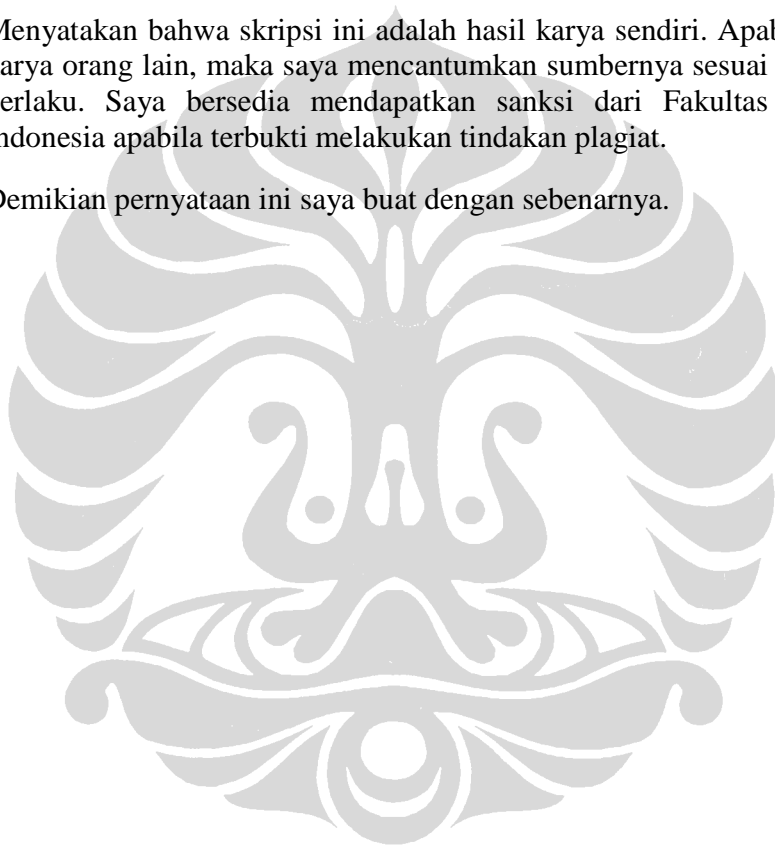 Menyatakan bahwa skripsi ini adalah hasil karya sendiri. Apab
arya orang lain, maka saya mencantumkan sumbernya sesuai
erlaku. Saya bersedia mendapatkan sanksi dari Fakultas
ndonesia apabila terbukti melakukan tindakan plagiat.
Demikian pernyataan ini saya buat dengan sebenarnya.